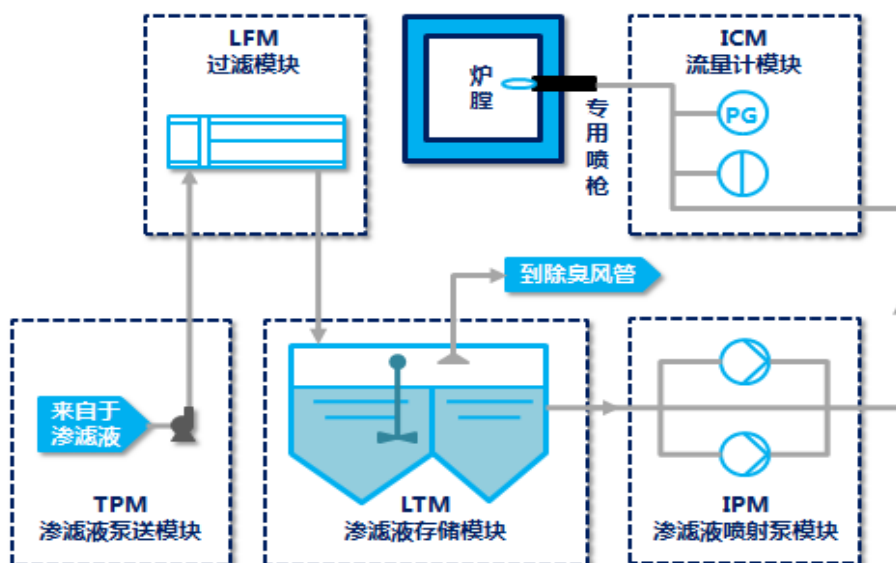 LFM
过滤模块
炉
膛
专
用
喷
枪
ICM
流量计模块
PG
到除臭风管
来自于
渗滤液
TPM
渗滤液泵送模块
LTM
渗滤液存储模块
IPM
渗滤液喷射泵模块